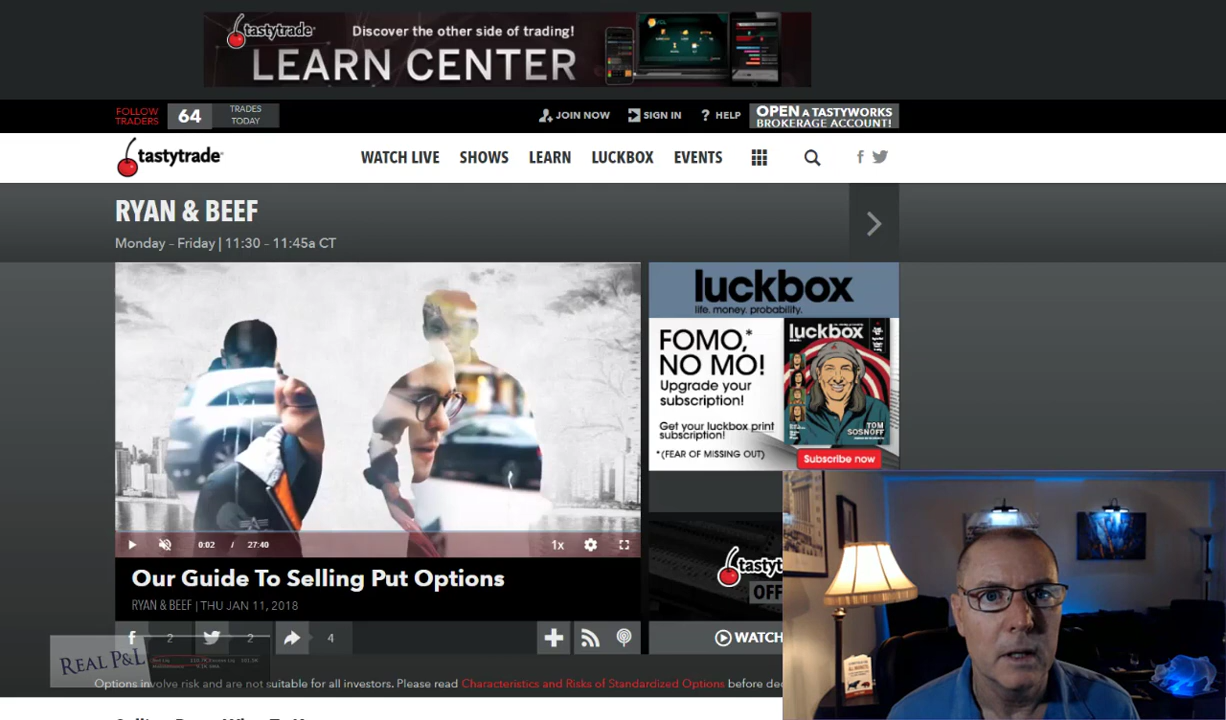 tastytrade
Discover the other side of trading!
LEARN CENTER
FOLLOW TRADERS
64
TRADES TODAY
JOIN NOW
SIGN IN
? HELP
OPEN A TASTYWORKS
BROKERAGE ACCOUNT!
tastytrade
WATCH LIVE
SHOWS
LEARN
LUCKBOX
EVENTS
RYAN & BEEF
Monday - Friday | 11:30 - 11:45a CT
luckbox
life. money. probability.
FOMO,*
NO MO!
Upgrade your
subscription!
Get your luckbox print
subscription!
*(FEAR OF MISSING OUT)
luckbox
TOM
SOSNOFF
Subscribe now
0:02 / 27:40
1x
Our Guide To Selling Put Options
RYAN & BEEF | THU JAN 11, 2018
2
2
4
tastyt
OFF
WATCH
REAL P&L
Options involve risk and are not suitable for all investors. Please read Characteristics and Risks of Standardized Options before dec